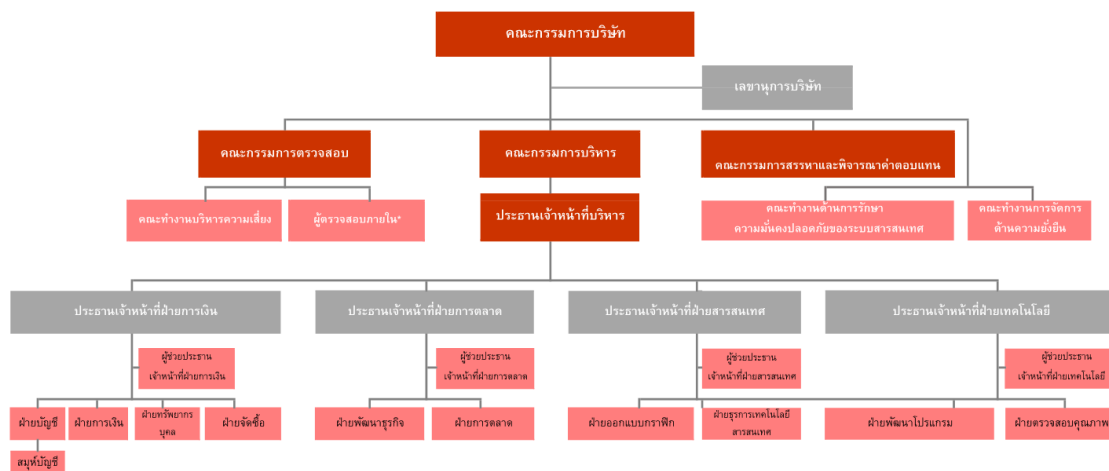 คณะกรรมการบริษัท
เลขานุการบริษัท
คณะกรรมการตรวจสอบ
คณะกรรมการบริหาร
คณะกรรมการสรรหาและพิจารณาค่าตอบแทน
คณะทำงานบริหารความเสี่ยง
ผู้ตรวจสอบภายใน*
ประธานเจ้าหน้าที่บริหาร
คณะทำงานด้านการรักษา
ความมั่นคงปลอดภัยของระบบสารสนเทศ
คณะทำงานการจัดการ
ด้านความยั่งยืน
ประธานเจ้าหน้าที่ฝ่ายการเงิน
ประธานเจ้าหน้าที่ฝ่ายการตลาด
ประธานเจ้าหน้าที่ฝ่ายสารสนเทศ
ประธานเจ้าหน้าที่ฝ่ายเทคโนโลยี
ผู้ช่วยประธาน
เจ้าหน้าที่ฝ่ายการเงิน
ผู้ช่วยประธาน
เจ้าหน้าที่ฝ่ายการตลาด
ผู้ช่วยประธาน
เจ้าหน้าที่ฝ่ายสารสนเทศ
ผู้ช่วยประธาน
เจ้าหน้าที่ฝ่ายเทคโนโลยี
ฝ่ายบัญชี
ฝ่ายการเงิน
ฝ่ายทรัพยากร
บุคคล
ฝ่ายจัดซื้อ
ฝ่ายพัฒนาธุรกิจ
ฝ่ายการตลาด
ฝ่ายออกแบบกราฟิก
ฝ่ายธุรการเทคโนโลยี
สารสนเทศ
ฝ่ายพัฒนาโปรแกรม
ฝ่ายตรวจสอบคุณภาพ
สมุห์บัญชี